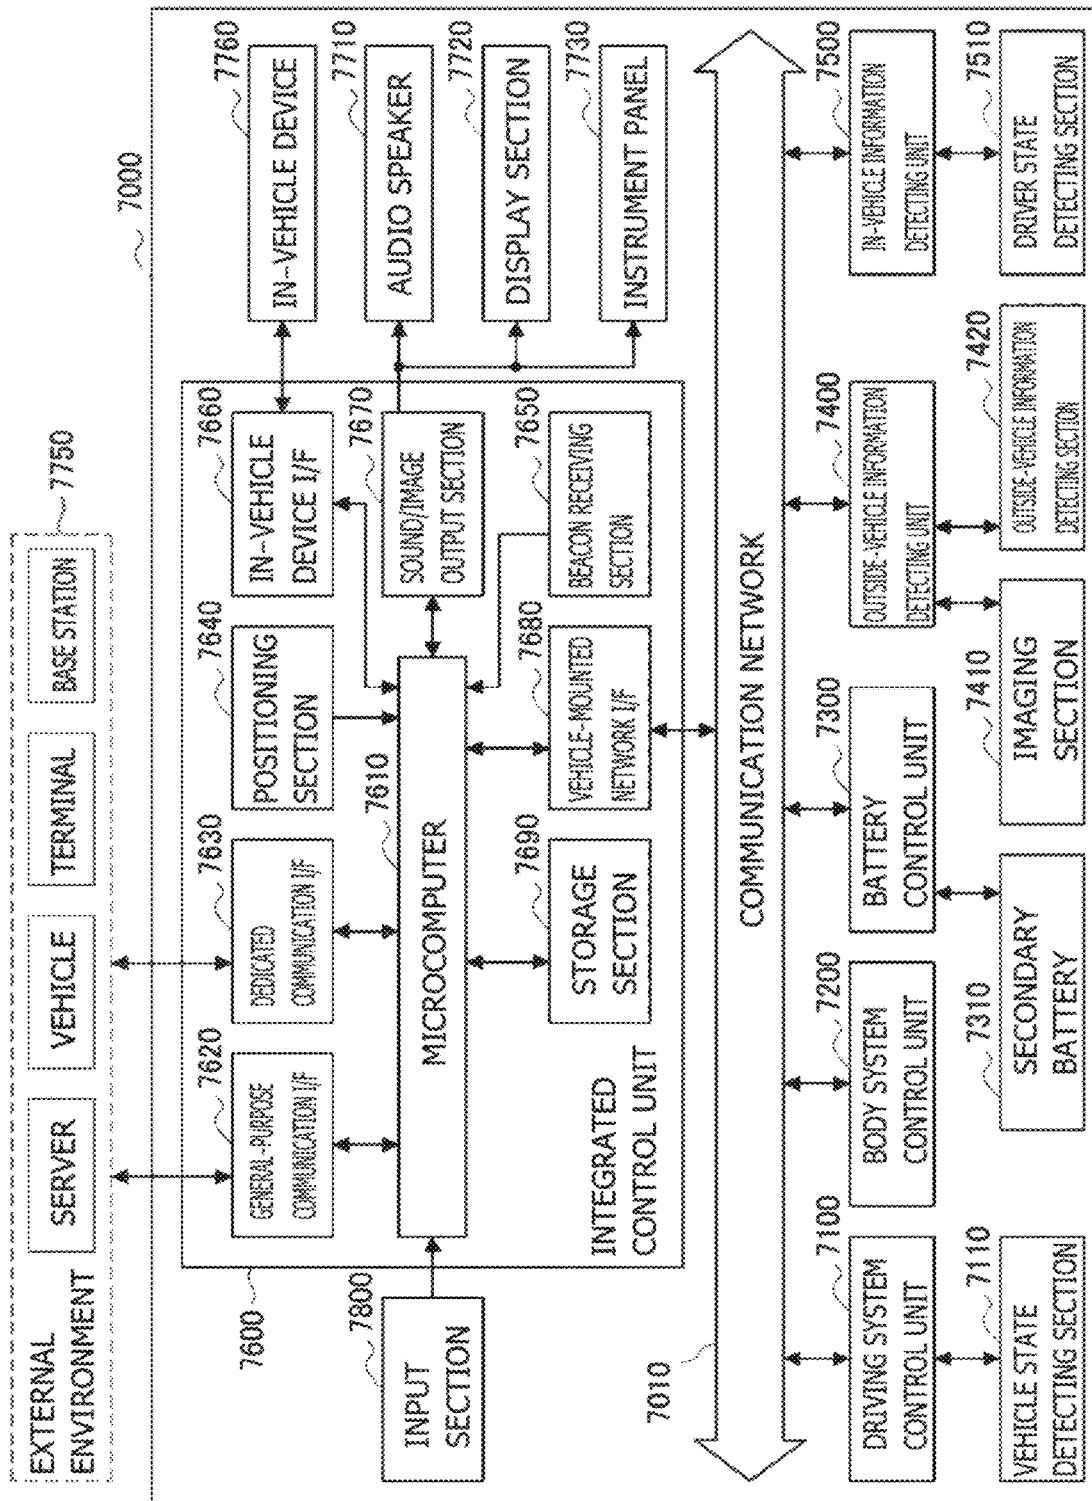 EXTERNAL
ENVIRONMENT
SERVER
VEHICLE
TERMINAL
BASE STATION
7750
7000
7600
7620
GENERAL-PURPOSE
COMMUNICATION I/F
7630
DEDICATED
COMMUNICATION I/F
7640
POSITIONING
SECTION
7660
IN-VEHICLE
DEVICE I/F
7760
IN-VEHICLE DEVICE
7800
INPUT
SECTION
7610
MICROCOMPUTER
7670
SOUND/IMAGE
OUTPUT SECTION
7710
AUDIO SPEAKER
7720
DISPLAY SECTION
7730
INSTRUMENT PANEL
INTEGRATED
CONTROL UNIT
7690
STORAGE
SECTION
7680
VEHICLE-MOUNTED
NETWORK I/F
7650
BEACON RECEIVING
SECTION
7010
COMMUNICATION NETWORK
7100
DRIVING SYSTEM
CONTROL UNIT
7200
BODY SYSTEM
CONTROL UNIT
7300
BATTERY
CONTROL UNIT
7400
OUTSIDE-VEHICLE INFORMATION
DETECTING UNIT
7500
IN-VEHICLE INFORMATION
DETECTING UNIT
7110
VEHICLE STATE
DETECTING SECTION
7310
SECONDARY
BATTERY
7410
IMAGING
SECTION
7420
OUTSIDE-VEHICLE INFORMATION
DETECTING SECTION
7510
DRIVER STATE
DETECTING SECTION